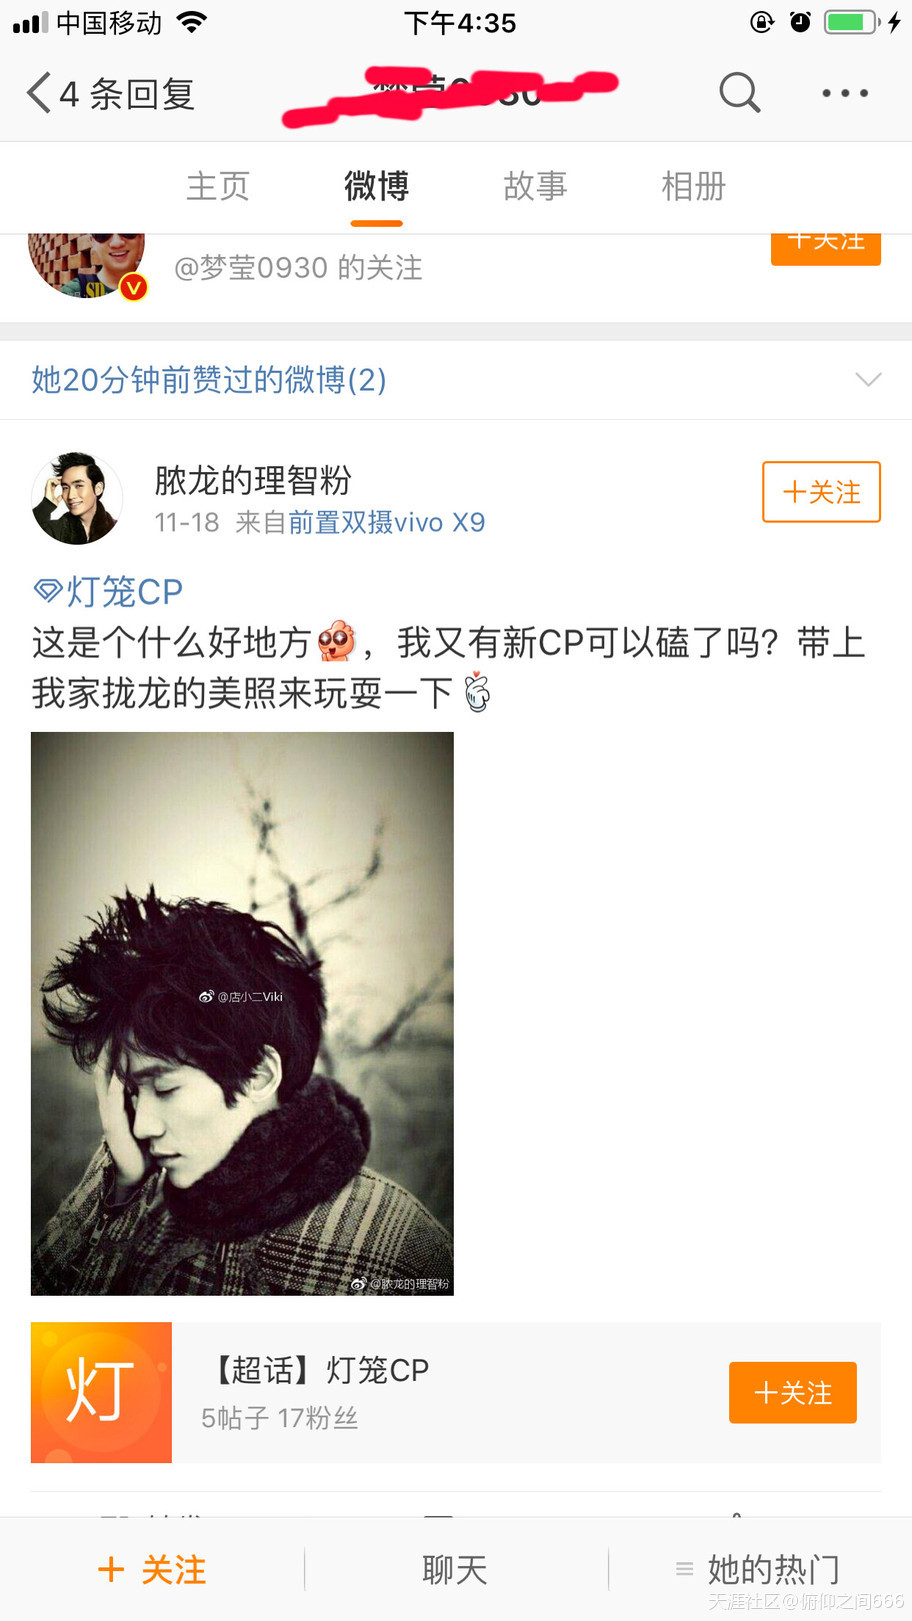 中国移动 下午4:35
4 条回复
主页 微博 故事 相册
@梦莹0930 的关注
十关注
她20分钟前赞过的微博(2)
脓龙的理智粉
十关注
11-18 来自前置双摄vivo X9
灯笼CP
这是个什么好地方，我又有新CP可以磕了吗？带上
我家拢龙的美照来玩耍一下
@店小二Viki
@脓龙的理智粉
灯
【超话】灯笼CP
5帖子 17粉丝
十关注
+ 关注 聊天 她的热门
天涯社区@俯仰之间666